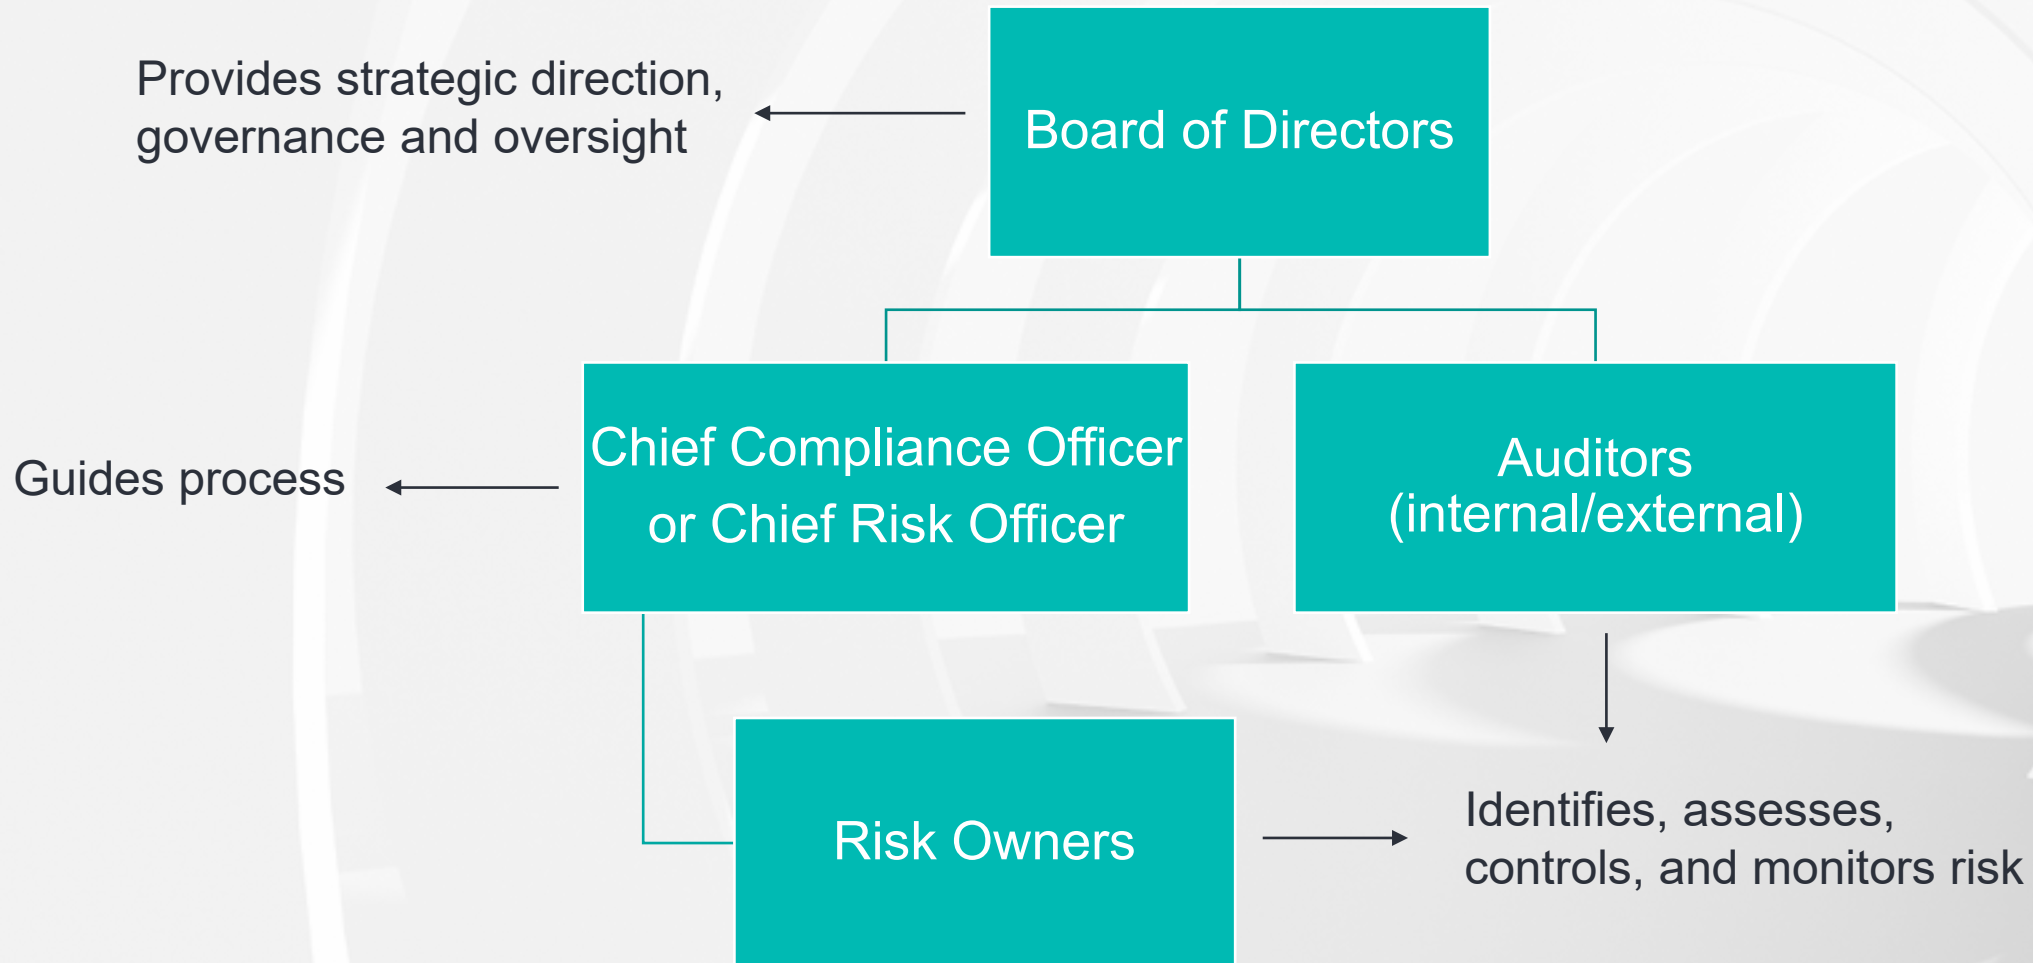 Provides strategic direction,
governance and oversight
Board of Directors
Guides process
Chief Compliance Officer
or Chief Risk Officer
Auditors
(internal/external)
Risk Owners
Identifies, assesses,
controls, and monitors risk